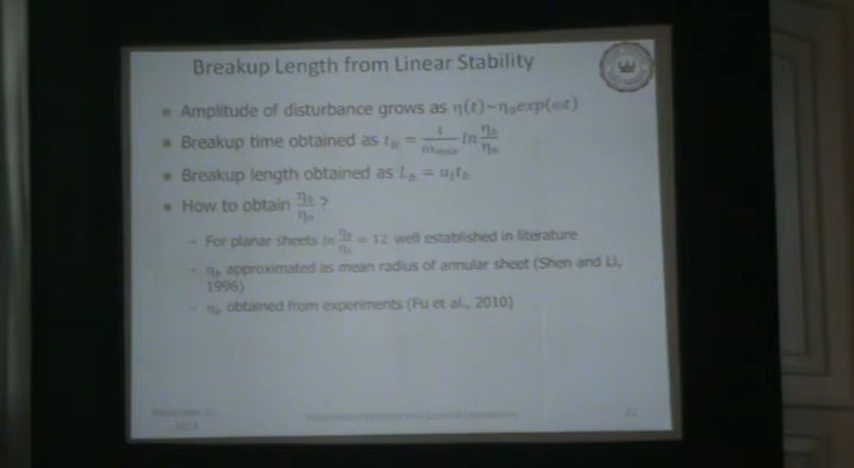 Breakup Length from Linear Stability
▪ Amplitude of disturbance grows as η(t)~η₀exp(ωt)
▪ Breakup time obtained as t_b = 1/ω_max ln η_b/η₀
▪ Breakup length obtained as L_b = u_l t_b
▪ How to obtain η_b/η₀ ?
– For planar sheets ln η_b/η₀ = 12 well established in literature
– η_b approximated as mean radius of annular sheet (Shen and Li,
1996)
– η₀ obtained from experiments (Fu et al., 2010)